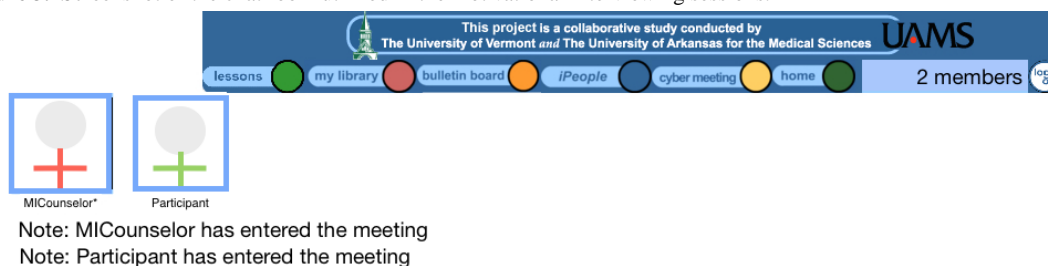 This project is a collaborative study conducted by
The University of Vermont and The University of Arkansas for the Medical Sciences
UAMS
lessons my library bulletin board iPeople cyber meeting home 2 members
MICounselor* Participant
Note: MICounselor has entered the meeting
Note: Participant has entered the meeting